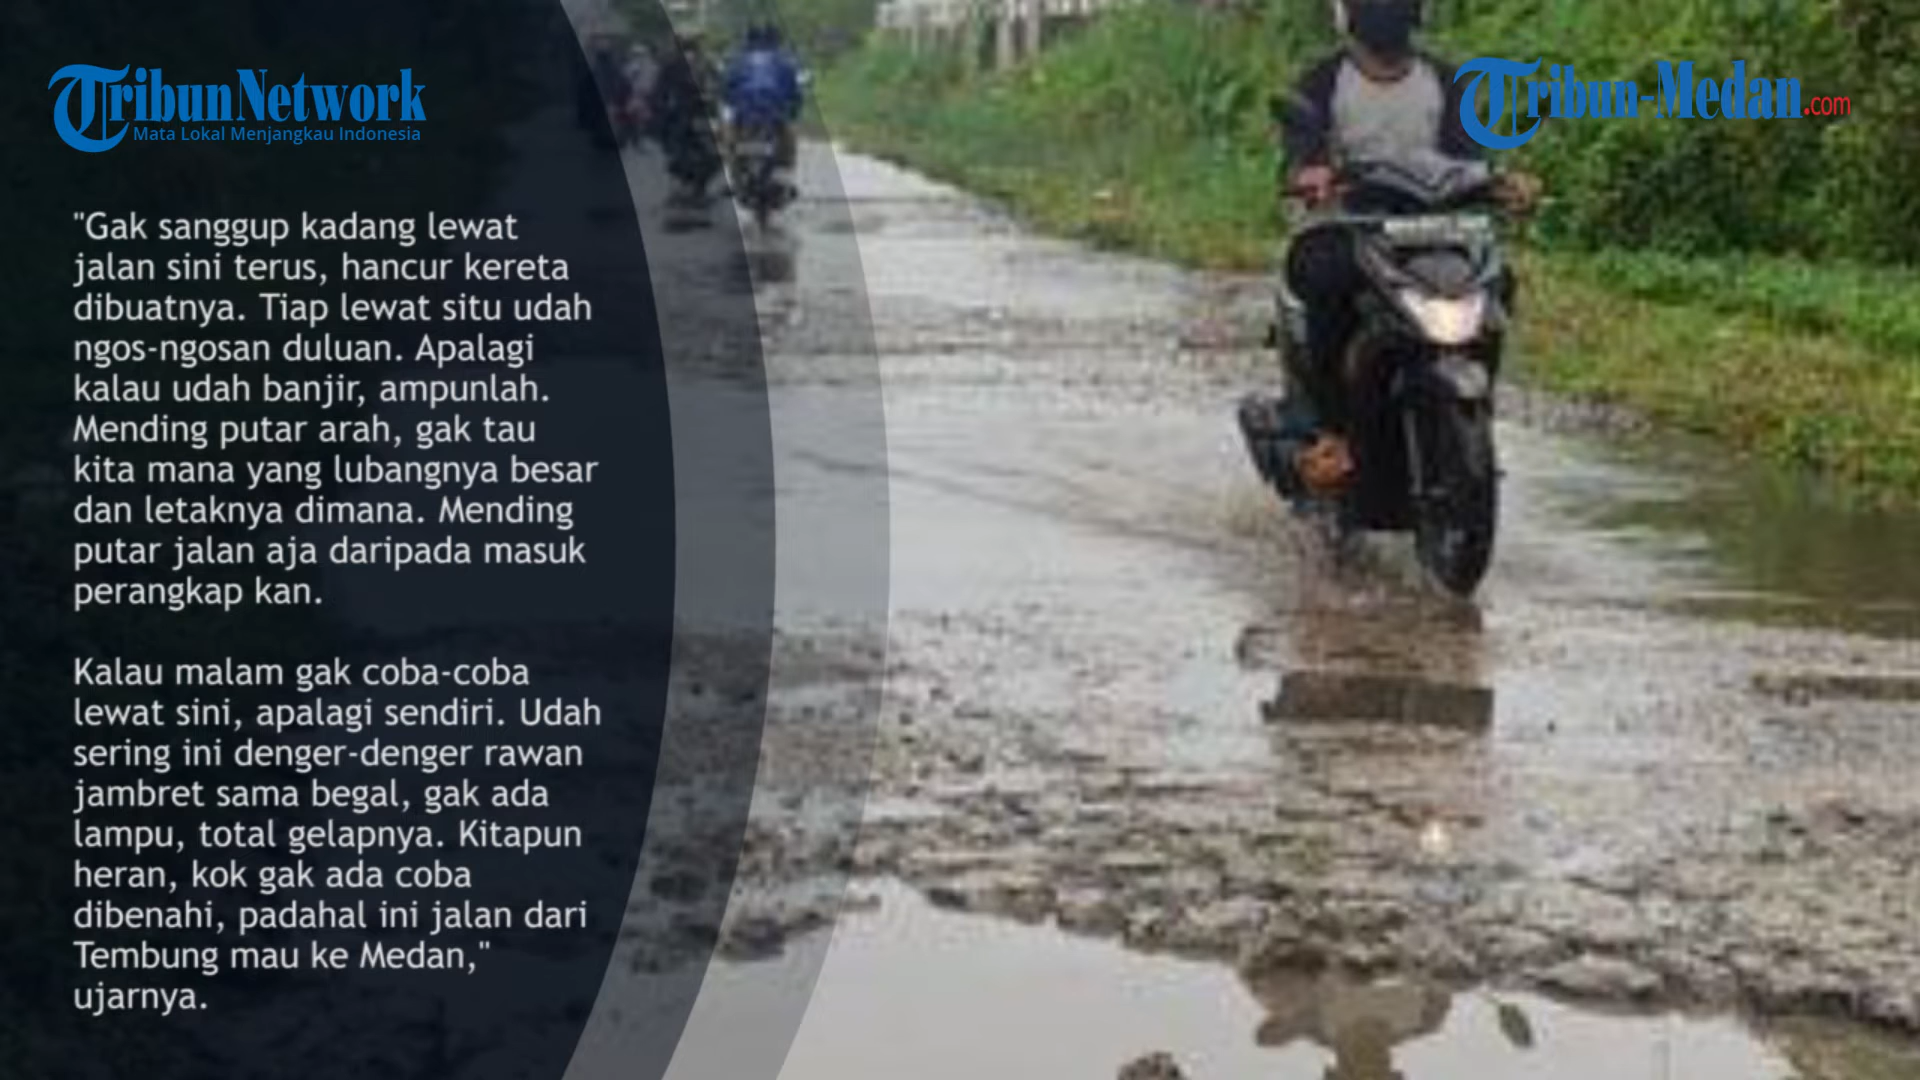 TribunNetwork
Mata Lokal Menjangkau Indonesia
Tribun-Medan.com
"Gak sanggup kadang lewat
jalan sini terus, hancur kereta
dibuatnya. Tiap lewat situ udah
ngos-ngosan duluan. Apalagi
kalau udah banjir, ampunlah.
Mending putar arah, gak tau
kita mana yang lubangnya besar
dan letaknya dimana. Mending
putar jalan aja daripada masuk
perangkap kan.
Kalau malam gak coba-coba
lewat sini, apalagi sendiri. Udah
sering ini denger-denger rawan
jambret sama begal, gak ada
lampu, total gelapnya. Kitapun
heran, kok gak ada coba
dibenahi, padahal ini jalan dari
Tembung mau ke Medan,"
ujarnya.